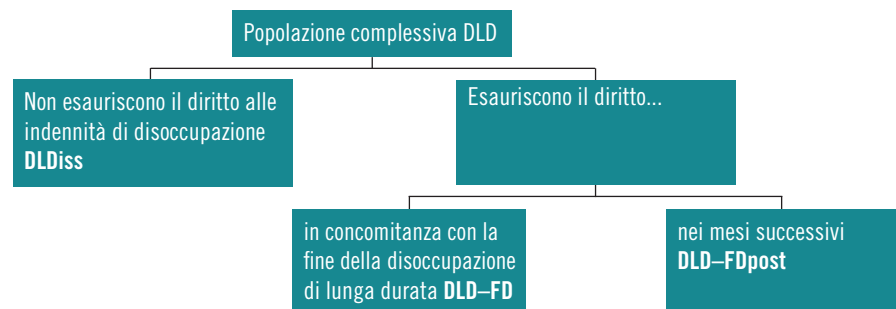 Popolazione complessiva DLD
Non esauriscono il diritto alle
indennità di disoccupazione
DLDiss
Esauriscono il diritto...
in concomitanza con la
fine della disoccupazione
di lunga durata DLD–FD
nei mesi successivi
DLD–FDpost